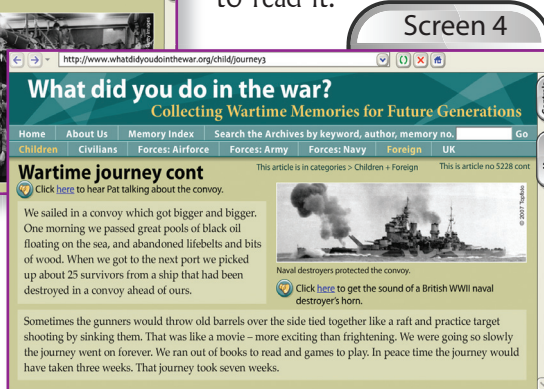 to read it.
Screen 4
http://www.whatdidyoudointhewar.org/child/journey3
What did you do in the war?
Collecting Wartime Memories for Future Generations
Home About Us Memory Index Search the Archives by keyword, author, memory no. Go
Children Civilians Forces: Airforce Forces: Army Forces: Navy Foreign UK
Wartime journey cont
This article is in categories > Children + Foreign
This article is no 5228 cont
Click here to hear Pat talking about the convoy.
We sailed in a convoy which got bigger and bigger.
One morning we passed great pools of black oil
floating on the sea, and abandoned lifebelts and bits
of wood. When we got to the next port we picked
up about 25 survivors from a ship that had been
destroyed in a convoy ahead of ours.
© 2007 Topfoto
Naval destroyers protected the convoy.
Click here to get the sound of a British WWII naval
destroyer's horn.
Sometimes the gunners would throw old barrels over the side tied together like a raft and practice target
shooting by sinking them. That was like a movie – more exciting than frightening. We were going so slowly
the journey went on forever. We ran out of books to read and games to play. In peace time the journey would
have taken three weeks. That journey took seven weeks.